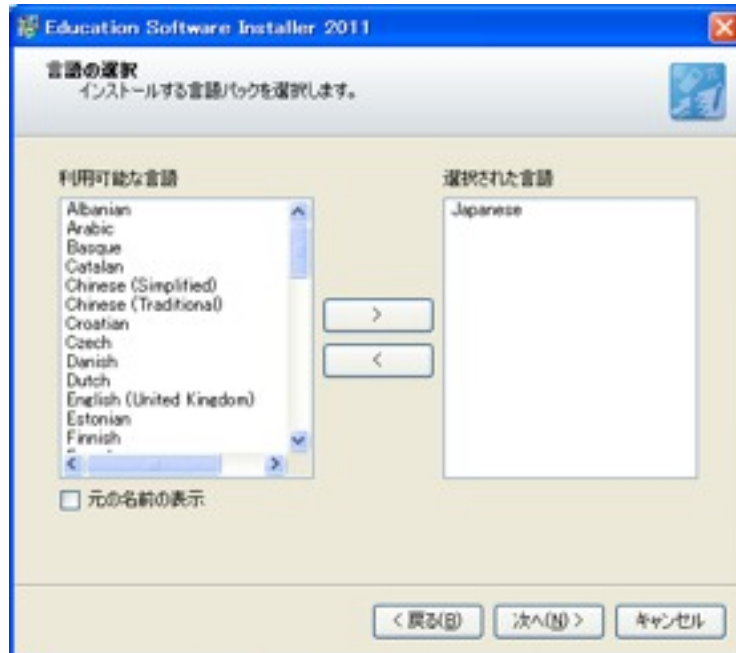 Education Software Installer 2011
言語の選択
インストールする言語パックを選択します。
利用可能な言語
選択された言語
Albanian
Arabic
Basque
Catalan
Chinese (Simplified)
Chinese (Traditional)
Croatian
Czech
Danish
Dutch
English (United Kingdom)
Estonian
Finnish
Japanese
>
<
元の名前の表示
< 戻る(B)
次へ(N) >
キャンセル